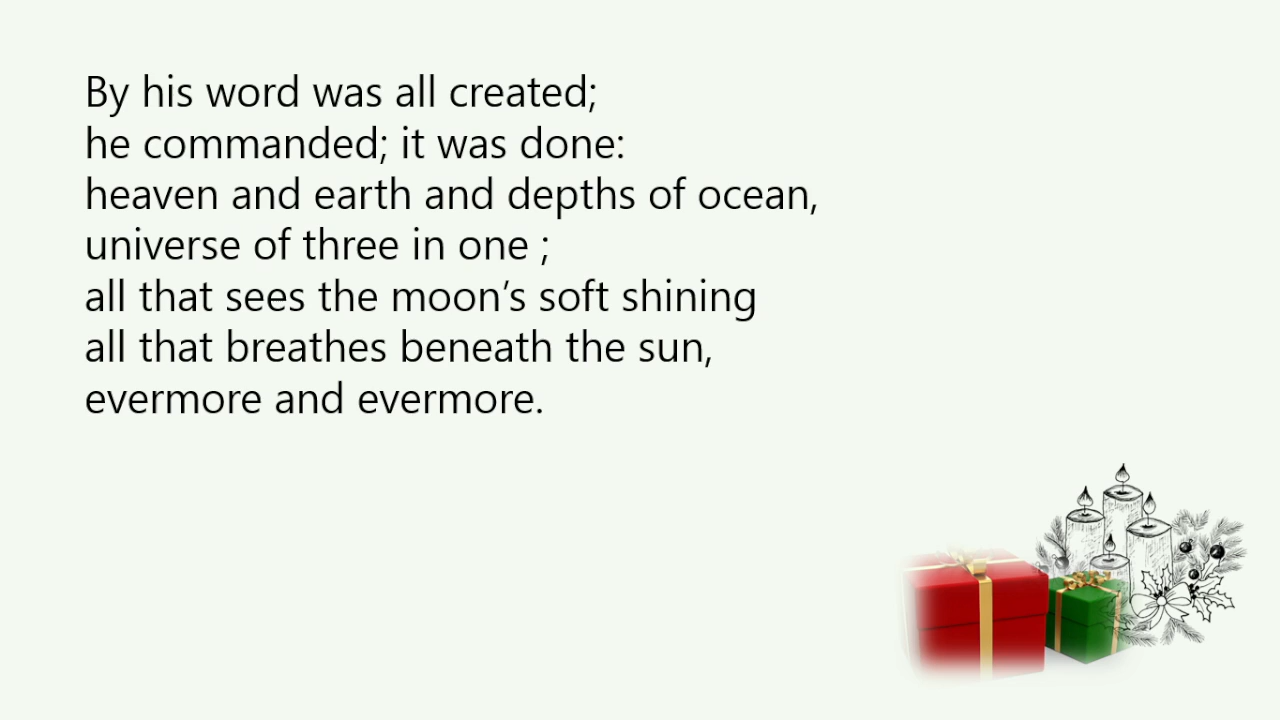 By his word was all created;
he commanded; it was done:
heaven and earth and depths of ocean,
universe of three in one ;
all that sees the moon’s soft shining
all that breathes beneath the sun,
evermore and evermore.